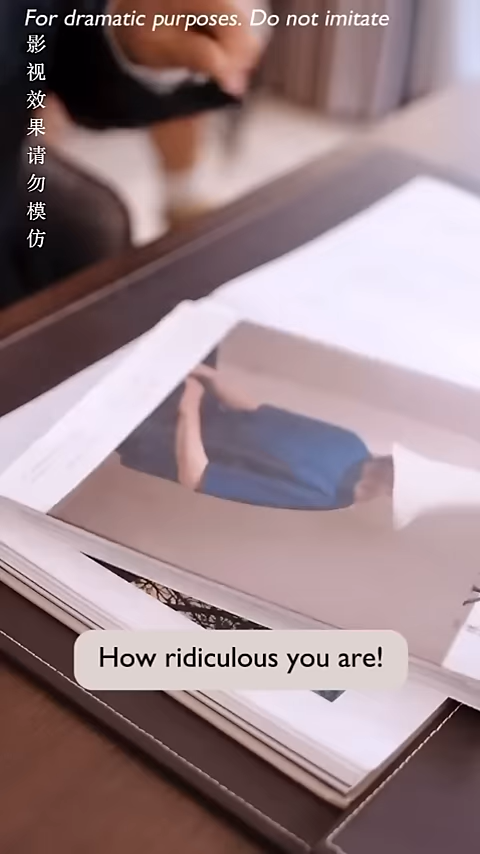 For dramatic purposes. Do not imitate
影视效果请勿模仿
How ridiculous you are!